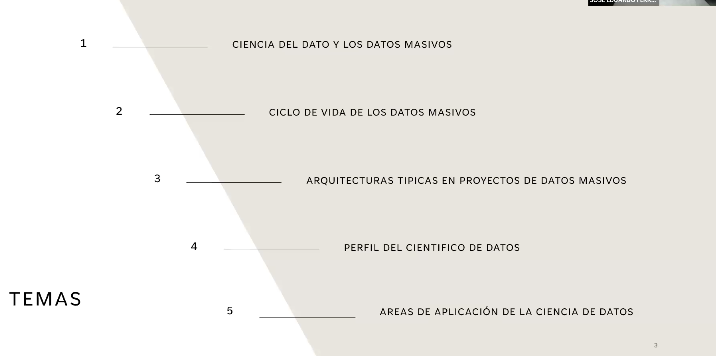 1 CIENCIA DEL DATO Y LOS DATOS MASIVOS
2 CICLO DE VIDA DE LOS DATOS MASIVOS
3 ARQUITECTURAS TIPICAS EN PROYECTOS DE DATOS MASIVOS
4 PERFIL DEL CIENTIFICO DE DATOS
TEMAS
5 AREAS DE APLICACIÓN DE LA CIENCIA DE DATOS
3